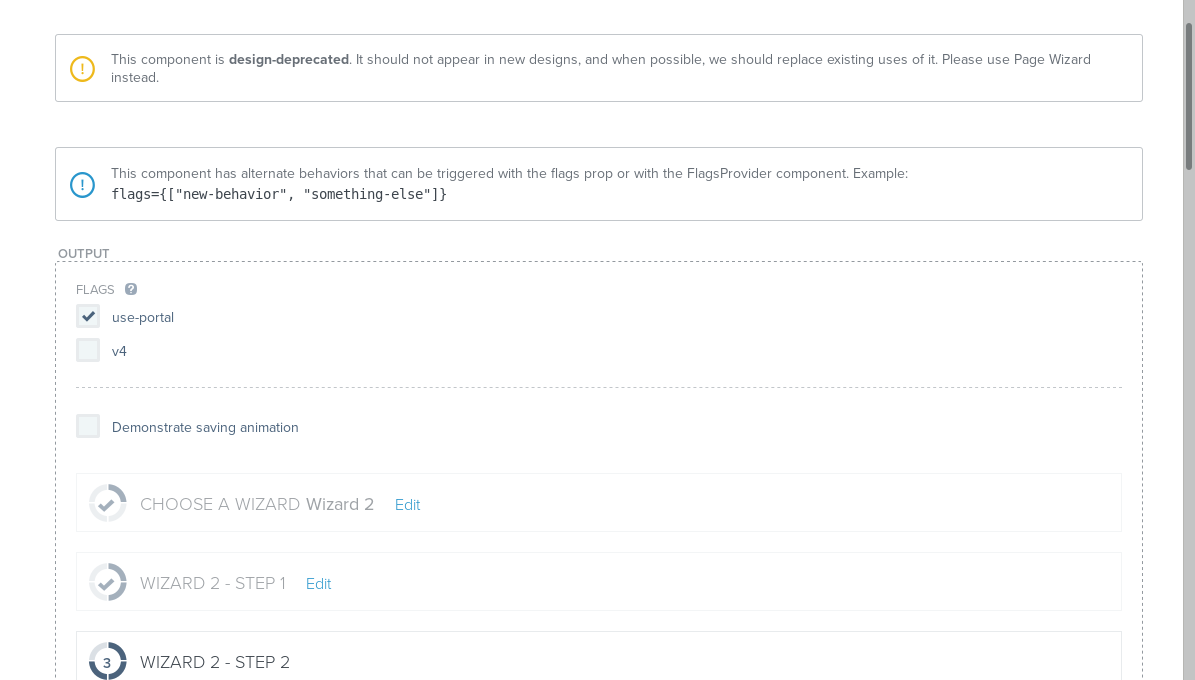 This component is design-deprecated. It should not appear in new designs, and when possible, we should replace existing uses of it. Please use Page Wizard
instead.
This component has alternate behaviors that can be triggered with the flags prop or with the FlagsProvider component. Example:
flags={["new-behavior", "something-else"]}
OUTPUT
FLAGS ?
use-portal
v4
Demonstrate saving animation
CHOOSE A WIZARD Wizard 2 Edit
WIZARD 2 - STEP 1 Edit
3 WIZARD 2 - STEP 2